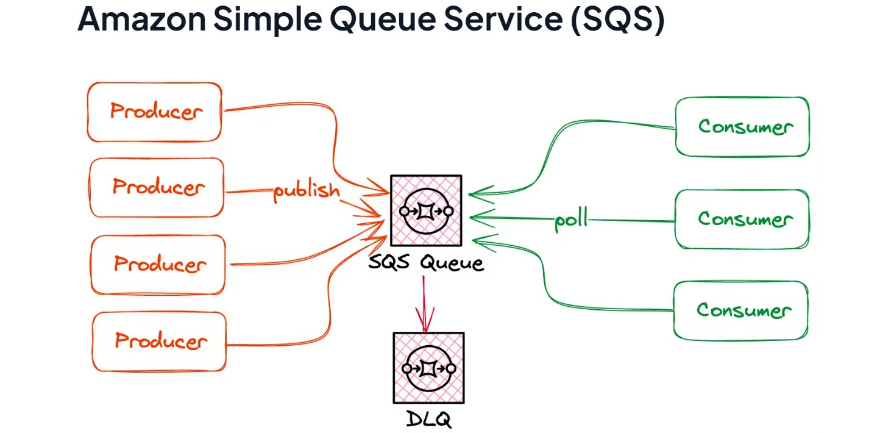 Amazon Simple Queue Service (SQS)
Producer
Producer
publish
Producer
Producer
SQS Queue
DLQ
Consumer
poll
Consumer
Consumer